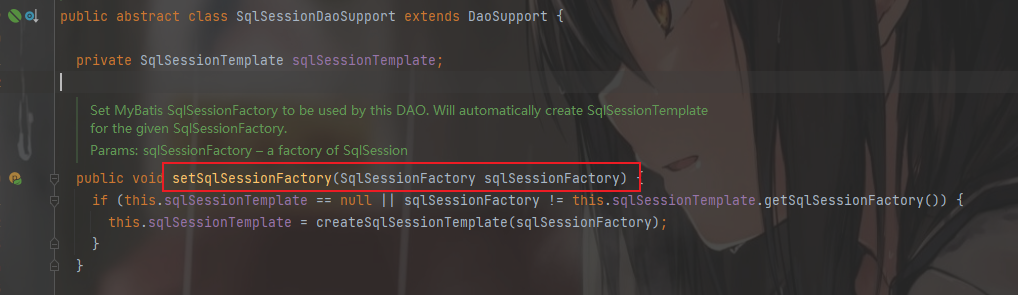 public abstract class SqlSessionDaoSupport extends DaoSupport {
private SqlSessionTemplate sqlSessionTemplate;
Set MyBatis SqlSessionFactory to be used by this DAO. Will automatically create SqlSessionTemplate
for the given SqlSessionFactory.
Params: sqlSessionFactory – a factory of SqlSession
public void setSqlSessionFactory(SqlSessionFactory sqlSessionFactory) {
if (this.sqlSessionTemplate == null || sqlSessionFactory != this.sqlSessionTemplate.getSqlSessionFactory()) {
this.sqlSessionTemplate = createSqlSessionTemplate(sqlSessionFactory);
}
}